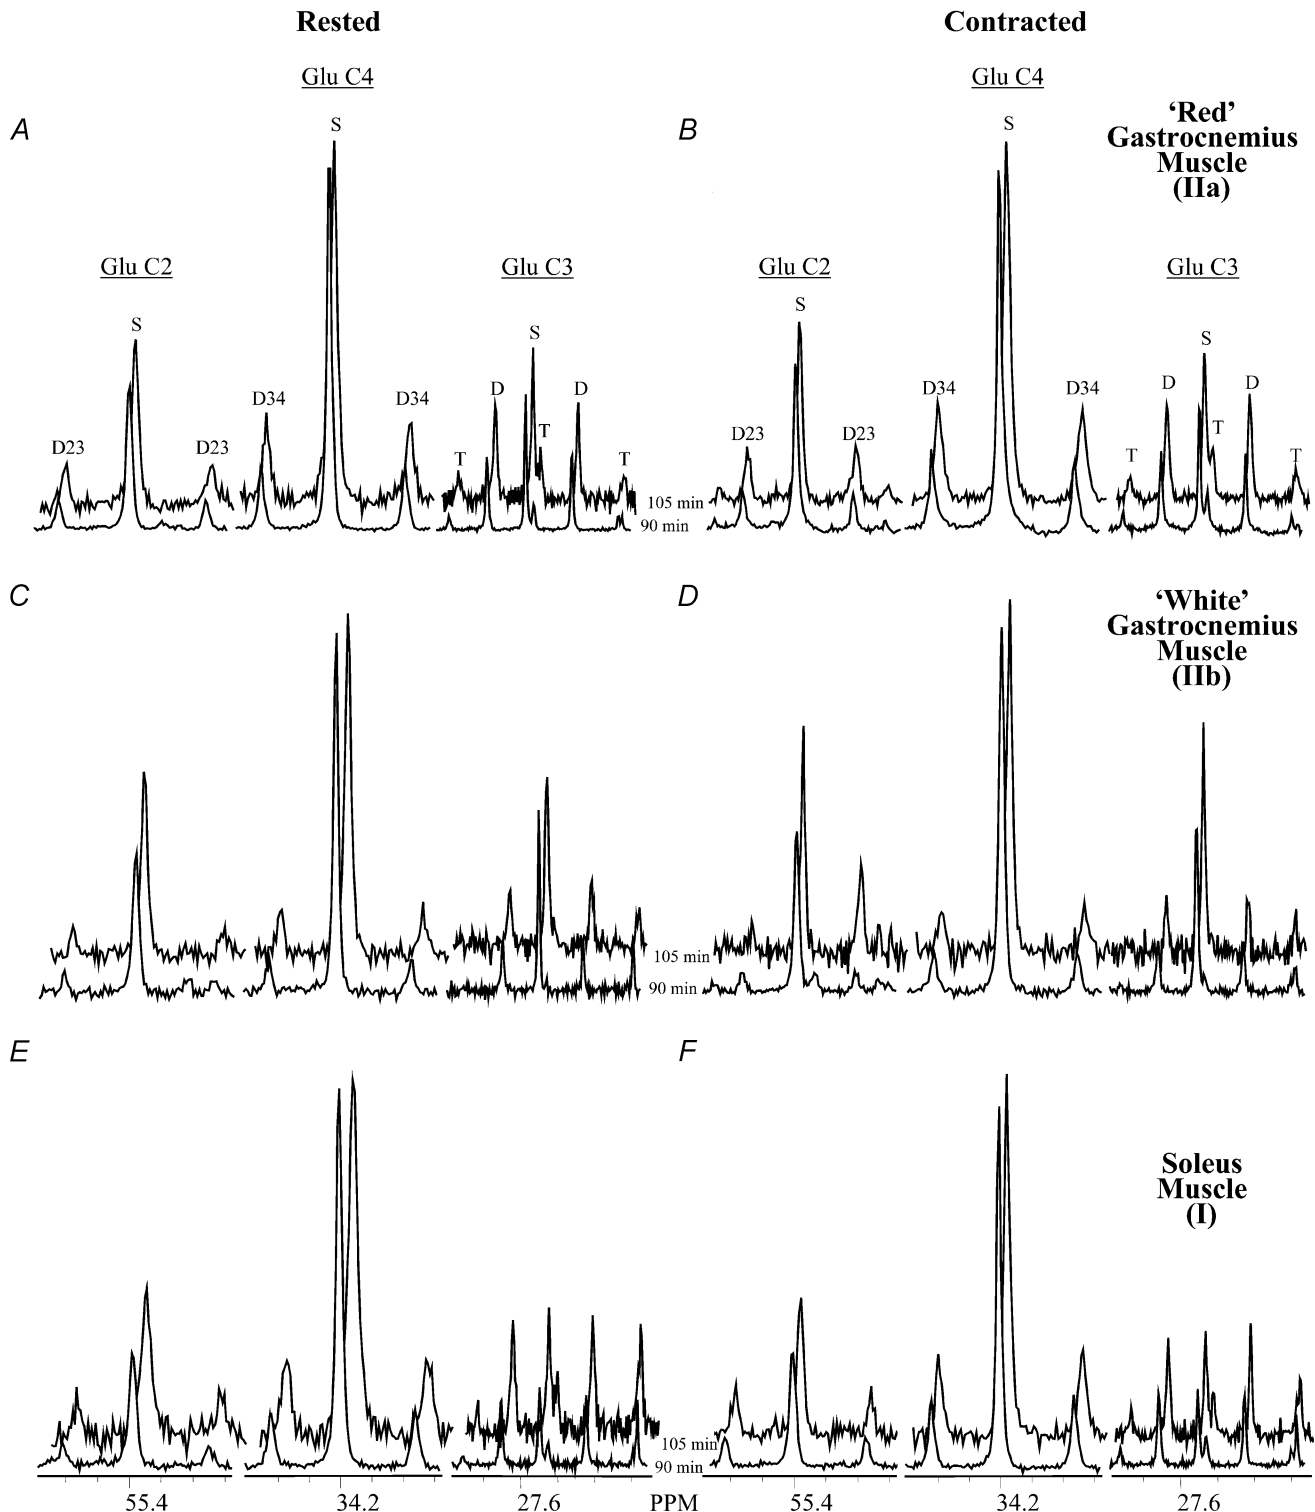 Rested
Contracted
Glu C4
Glu C4
A
S
B
S
‘Red’
Gastrocnemius
Muscle
(IIa)
Glu C2
Glu C3
Glu C2
Glu C3
S
S
S
S
D23
D23
D34
D34
T
D
T
D
T
D23
D23
D34
D34
T
D
T
D
T
105 min
90 min
C
D
‘White’
Gastrocnemius
Muscle
(IIb)
105 min
90 min
E
F
Soleus
Muscle
(I)
105 min
90 min
55.4
34.2
27.6
PPM
55.4
34.2
27.6